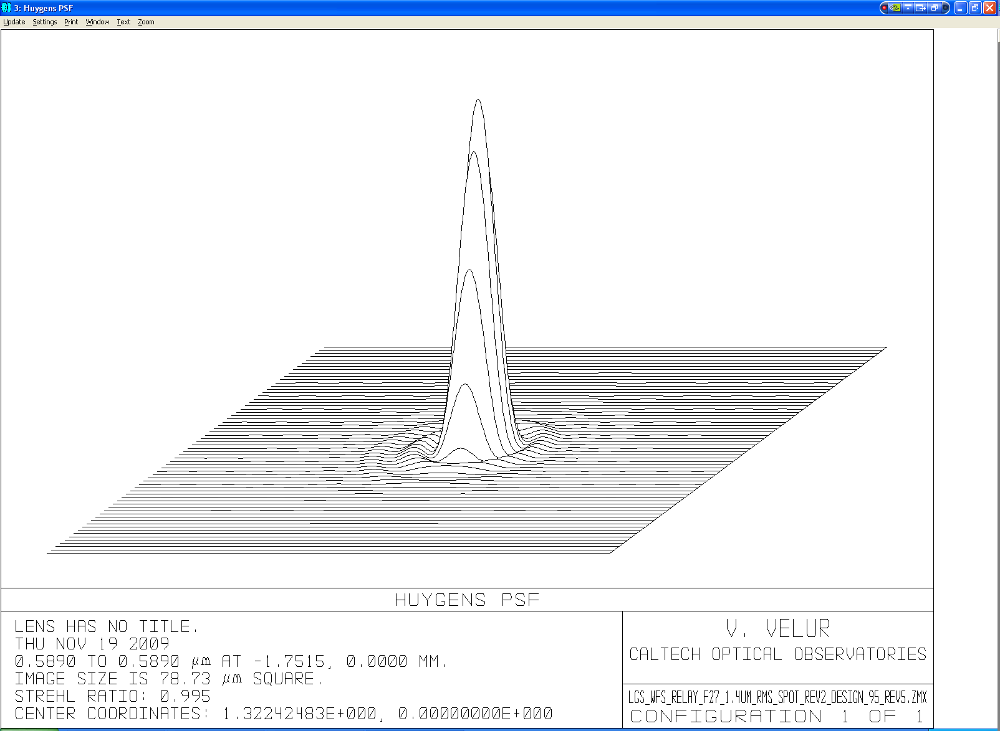 3: Huygens PSF
Update Settings Print Window Text Zoom
HUYGENS PSF
LENS HAS NO TITLE.
THU NOV 19 2009
0.5890 TO 0.5890 µm AT -1.7515, 0.0000 MM.
IMAGE SIZE IS 78.73 µm SQUARE.
STREHL RATIO: 0.995
CENTER COORDINATES: 1.32242483E+000, 0.00000000E+000
V. VELUR
CALTECH OPTICAL OBSERVATORIES
LGS_WFS_RELAY_F27_1.4UM_RMS_SPOT_REV2_DESIGN_95_REV5.ZMX
CONFIGURATION 1 OF 1